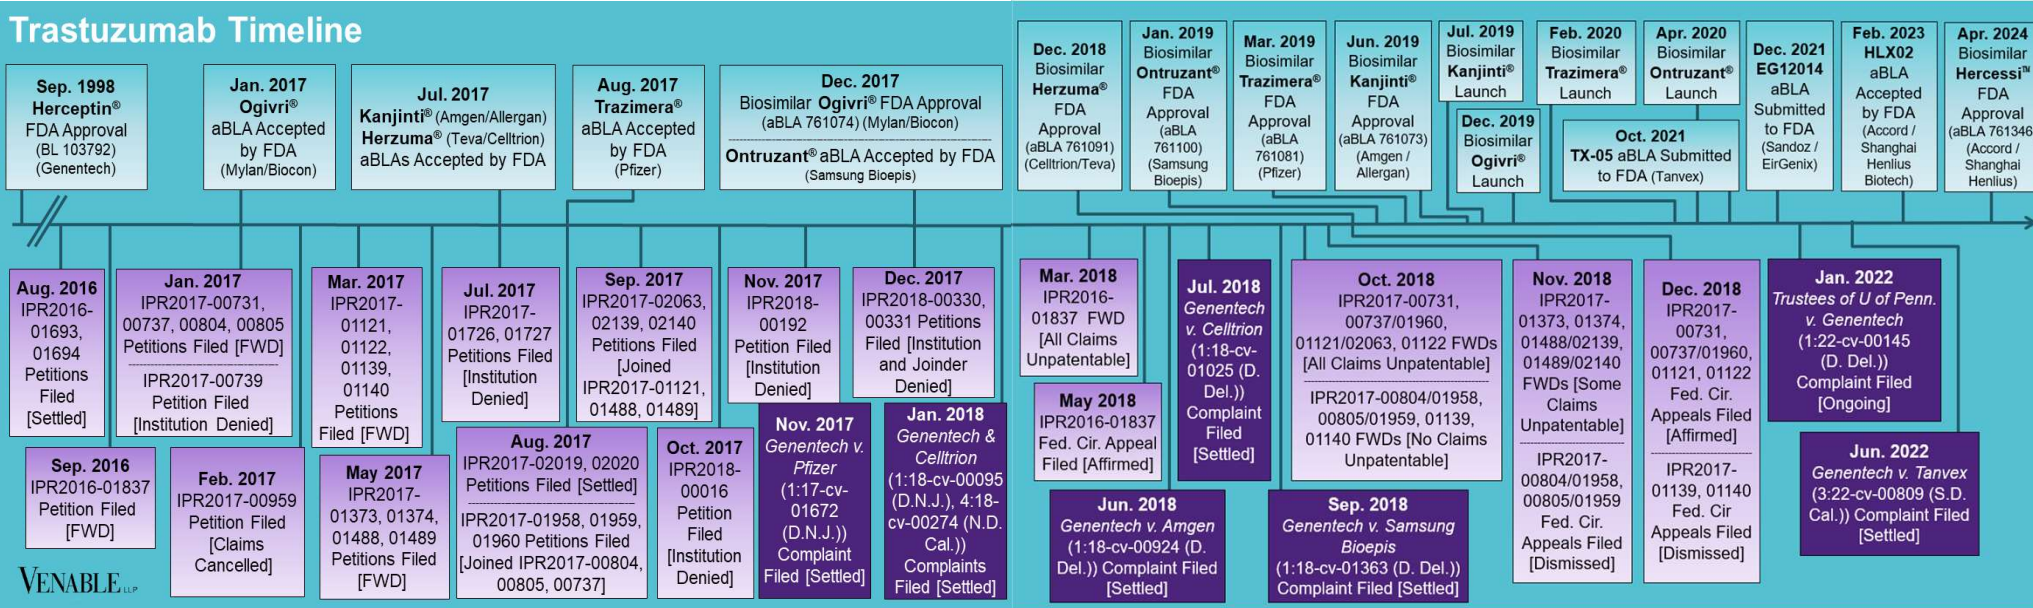 Trastuzumab Timeline
Sep. 1998
Herceptin®
FDA Approval
(BL 103792)
(Genentech)
Jan. 2017
Ogivri®
aBLA Accepted
by FDA
(Mylan/Biocon)
Jul. 2017
Kanjinti® (Amgen/Allergan)
Herzuma® (Teva/Celltrion)
aBLAs Accepted by FDA
Aug. 2017
Trazimera®
aBLA Accepted
by FDA
(Pfizer)
Dec. 2017
Biosimilar Ogivri® FDA Approval
(aBLA 761074) (Mylan/Biocon)
Ontruzant® aBLA Accepted by FDA
(Samsung Bioepis)
Dec. 2018
Biosimilar
Herzuma®
FDA
Approval
(aBLA 761091)
(Celltrion/Teva)
Jan. 2019
Biosimilar
Ontruzant®
FDA
Approval
(aBLA
761100)
(Samsung
Bioepis)
Mar. 2019
Biosimilar
Trazimera®
FDA
Approval
(aBLA
761081)
(Pfizer)
Jun. 2019
Biosimilar
Kanjinti®
FDA
Approval
(aBLA 761073)
(Amgen /
Allergan)
Jul. 2019
Biosimilar
Kanjinti®
Launch
Dec. 2019
Biosimilar
Ogivri®
Launch
Feb. 2020
Biosimilar
Trazimera®
Launch
Apr. 2020
Biosimilar
Ontruzant®
Launch
Oct. 2021
TX-05 aBLA Submitted
to FDA (Tanvex)
Dec. 2021
EG12014
aBLA
Submitted
to FDA
(Sandoz /
EirGenix)
Feb. 2023
HLX02
aBLA
Accepted
by FDA
(Accord /
Shanghai
Henlius
Biotech)
Apr. 2024
Biosimilar
Hercessi™
FDA
Approval
(aBLA 761346
(Accord /
Shanghai
Henlius)
Aug. 2016
IPR2016-
01693,
01694
Petitions
Filed
[Settled]
Sep. 2016
IPR2016-01837
Petition Filed
[FWD]
Jan. 2017
IPR2017-00731,
00737, 00804, 00805
Petitions Filed [FWD]
IPR2017-00739
Petition Filed
[Institution Denied]
Feb. 2017
IPR2017-00959
Petition Filed
[Claims
Cancelled]
Mar. 2017
IPR2017-
01121,
01122,
01139,
01140
Petitions
Filed [FWD]
May 2017
IPR2017-
01373, 01374,
01488, 01489
Petitions Filed
[FWD]
Jul. 2017
IPR2017-
01726, 01727
Petitions Filed
[Institution
Denied]
Aug. 2017
IPR2017-02019, 02020
Petitions Filed [Settled]
IPR2017-01958, 01959,
01960 Petitions Filed
[Joined IPR2017-00804,
00805, 00737]
Sep. 2017
IPR2017-02063,
02139, 02140
Petitions Filed
[Joined
IPR2017-01121,
01488, 01489]
Oct. 2017
IPR2018-
00016
Petition
Filed
[Institution
Denied]
Nov. 2017
IPR2018-
00192
Petition Filed
[Institution
Denied]
Nov. 2017
Genentech v.
Pfizer
(1:17-cv-
01672
(D.N.J.))
Complaint
Filed [Settled]
Dec. 2017
IPR2018-00330,
00331 Petitions
Filed [Institution
and Joinder
Denied]
Jan. 2018
Genentech &
Celltrion
(1:18-cv-00095
(D.N.J.), 4:18-
cv-00274 (N.D.
Cal.))
Complaints
Filed [Settled]
Mar. 2018
IPR2016-
01837 FWD
[All Claims
Unpatentable]
May 2018
IPR2016-01837
Fed. Cir. Appeal
Filed [Affirmed]
Jun. 2018
Genentech v. Amgen
(1:18-cv-00924 (D.
Del.)) Complaint Filed
[Settled]
Jul. 2018
Genentech
v. Celltrion
(1:18-cv-
01025 (D.
Del.))
Complaint
Filed
[Settled]
Sep. 2018
Genentech v. Samsung
Bioepis
(1:18-cv-01363 (D. Del.))
Complaint Filed [Settled]
Oct. 2018
IPR2017-00731,
00737/01960,
01121/02063, 01122 FWDs
[All Claims Unpatentable]
IPR2017-00804/01958,
00805/01959, 01139,
01140 FWDs [No Claims
Unpatentable]
Nov. 2018
IPR2017-
01373, 01374,
01488/02139,
01489/02140
FWDs [Some
Claims
Unpatentable]
IPR2017-
00804/01958,
00805/01959
Fed. Cir.
Appeals Filed
[Dismissed]
Dec. 2018
IPR2017-
00731,
00737/01960,
01121, 01122
Fed. Cir.
Appeals Filed
[Affirmed]
IPR2017-
01139, 01140
Fed. Cir
Appeals Filed
[Dismissed]
Jan. 2022
Trustees of U of Penn.
v. Genentech
(1:22-cv-00145
(D. Del.))
Complaint Filed
[Ongoing]
Jun. 2022
Genentech v. Tanvex
(3:22-cv-00809 (S.D.
Cal.)) Complaint Filed
[Settled]
VENABLE LLP